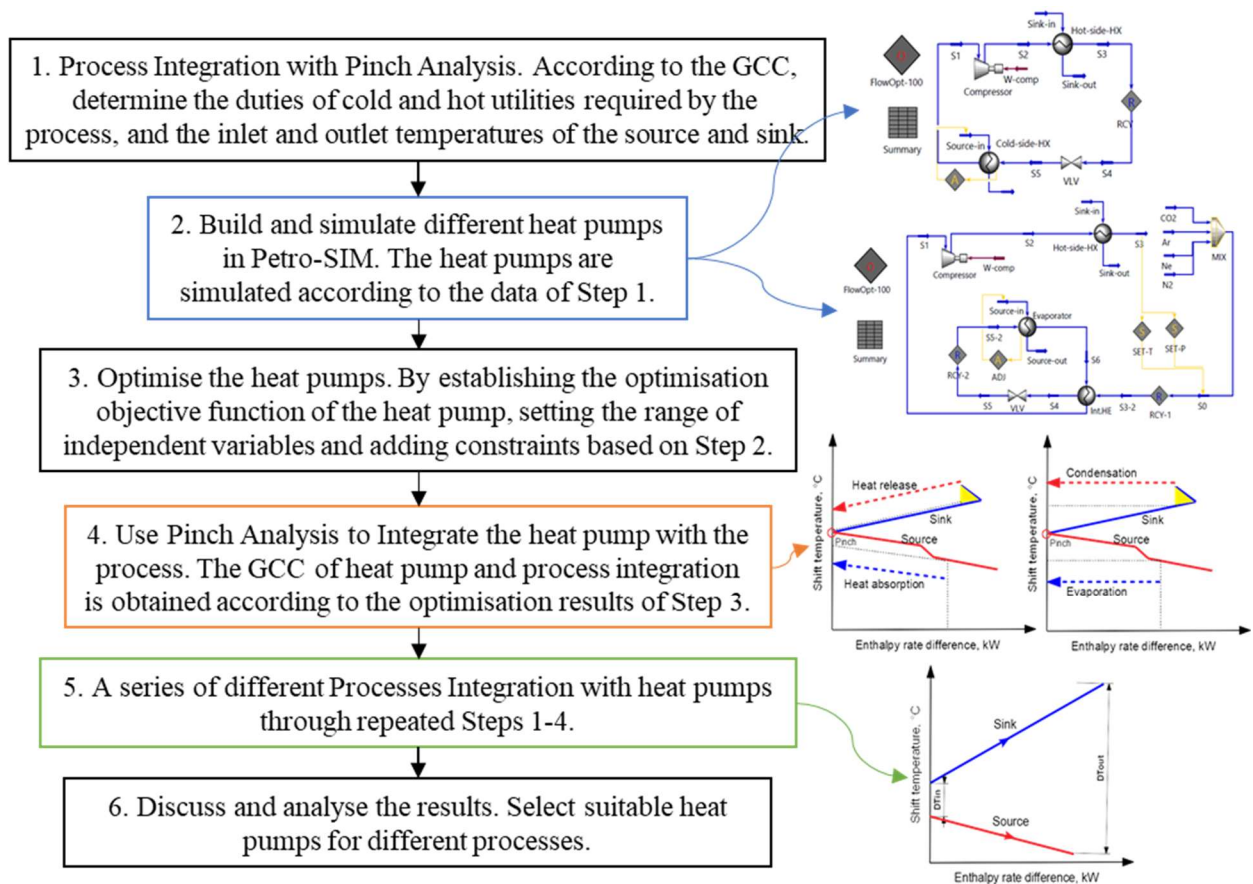 1. Process Integration with Pinch Analysis. According to the GCC,
determine the duties of cold and hot utilities required by the
process, and the inlet and outlet temperatures of the source and sink.
2. Build and simulate different heat pumps
in Petro-SIM. The heat pumps are
simulated according to the data of Step 1.
3. Optimise the heat pumps. By establishing the optimisation
objective function of the heat pump, setting the range of
independent variables and adding constraints based on Step 2.
4. Use Pinch Analysis to Integrate the heat pump with the
process. The GCC of heat pump and process integration
is obtained according to the optimisation results of Step 3.
5. A series of different Processes Integration with heat pumps
through repeated Steps 1-4.
6. Discuss and analyse the results. Select suitable heat
pumps for different processes.
Sink-in
Hot-side-HX
S1
S2
S3
W-comp
Compressor
Sink-out
FlowOpt-100
R
RCY
Summary
Source-in
Cold-side-HX
A
S5
VLV
S4
Sink-in
CO2
S1
S2
Hot-side-HX
S3
Ar
MIX
Compressor
W-comp
Sink-out
Ne
N2
FlowOpt-100
Source-in
Evaporator
S5-2
S
S
SET-T
SET-P
Summary
R
RCY-2
A
ADJ
Source-out
S6
S5
VLV
S4
Int.HE
S3-2
R
RCY-1
S0
Shift temperature, °C
Heat release
Sink
Pinch
Source
Heat absorption
Enthalpy rate difference, kW
Shift temperature, °C
Condensation
Sink
Pinch
Source
Evaporation
Enthalpy rate difference, kW
Shift temperature, °C
Sink
DTin
DTout
Source
Enthalpy rate difference, kW